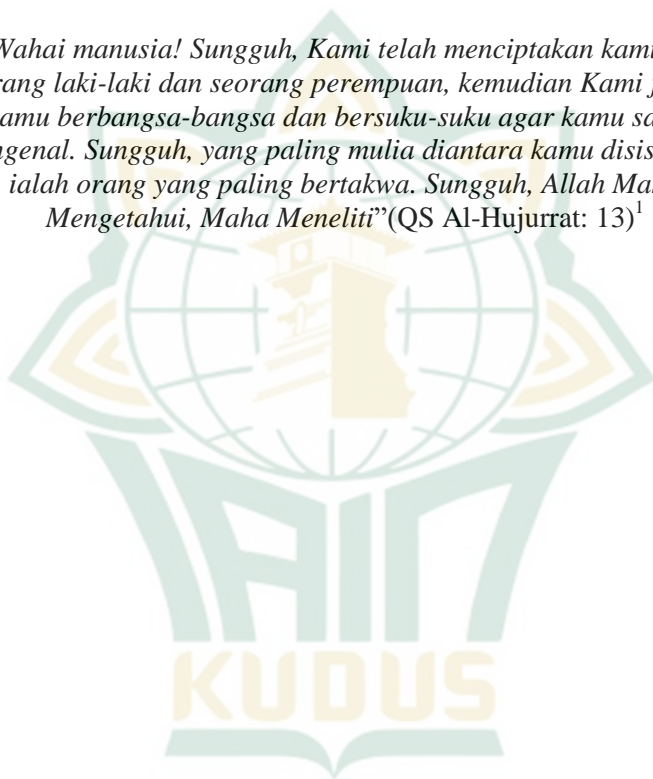 Wahai manusia! Sungguh, Kami telah menciptakan kamu
rang laki-laki dan seorang perempuan, kemudian Kami j
amu berbangsa-bangsa dan bersuku-suku agar kamu sa
ngenal. Sungguh, yang paling mulia diantara kamu disis
ialah orang yang paling bertakwa. Sungguh, Allah Ma
Mengetahui, Maha Meneliti”(QS Al-Hujurrat: 13)1
IAIN
KUDUS